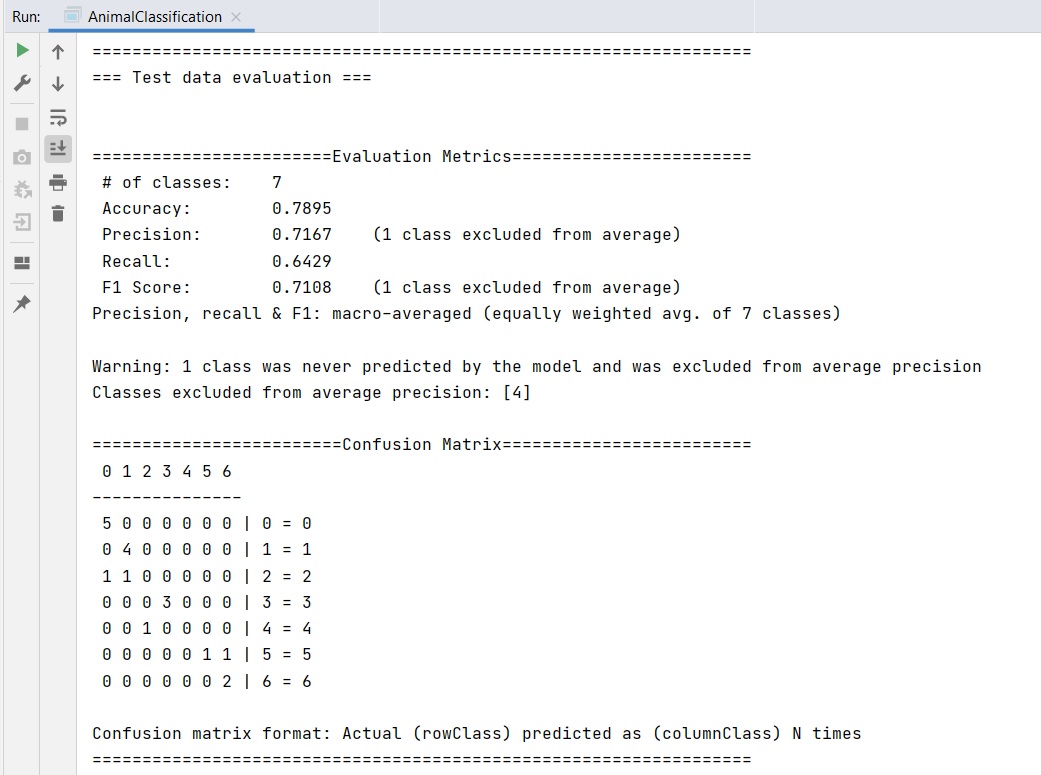 Run: AnimalClassification
==================================================================
=== Test data evaluation ===
========================Evaluation Metrics========================
# of classes: 7
Accuracy: 0.7895
Precision: 0.7167 (1 class excluded from average)
Recall: 0.6429
F1 Score: 0.7108 (1 class excluded from average)
Precision, recall & F1: macro-averaged (equally weighted avg. of 7 classes)
Warning: 1 class was never predicted by the model and was excluded from average precision
Classes excluded from average precision: [4]
=========================Confusion Matrix=========================
0 1 2 3 4 5 6
---------------
5 0 0 0 0 0 0 | 0 = 0
0 4 0 0 0 0 0 | 1 = 1
1 1 0 0 0 0 0 | 2 = 2
0 0 0 3 0 0 0 | 3 = 3
0 0 1 0 0 0 0 | 4 = 4
0 0 0 0 0 1 1 | 5 = 5
0 0 0 0 0 0 2 | 6 = 6
Confusion matrix format: Actual (rowClass) predicted as (columnClass) N times
==================================================================